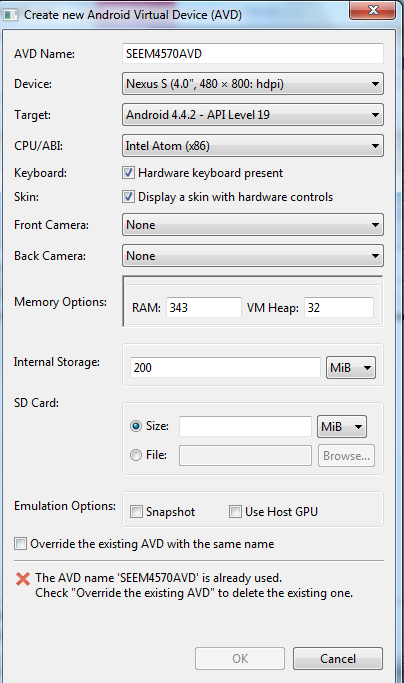 Create new Android Virtual Device (AVD)
AVD Name: SEEM4570AVD
Device: Nexus S (4.0", 480 × 800: hdpi)
Target: Android 4.4.2 - API Level 19
CPU/ABI: Intel Atom (x86)
Keyboard: Hardware keyboard present
Skin: Display a skin with hardware controls
Front Camera: None
Back Camera: None
Memory Options: RAM: 343 VM Heap: 32
Internal Storage: 200 MiB
SD Card:
Size: MiB
File: Browse...
Emulation Options: Snapshot Use Host GPU
Override the existing AVD with the same name
The AVD name 'SEEM4570AVD' is already used.
Check "Override the existing AVD" to delete the existing one.
OK Cancel